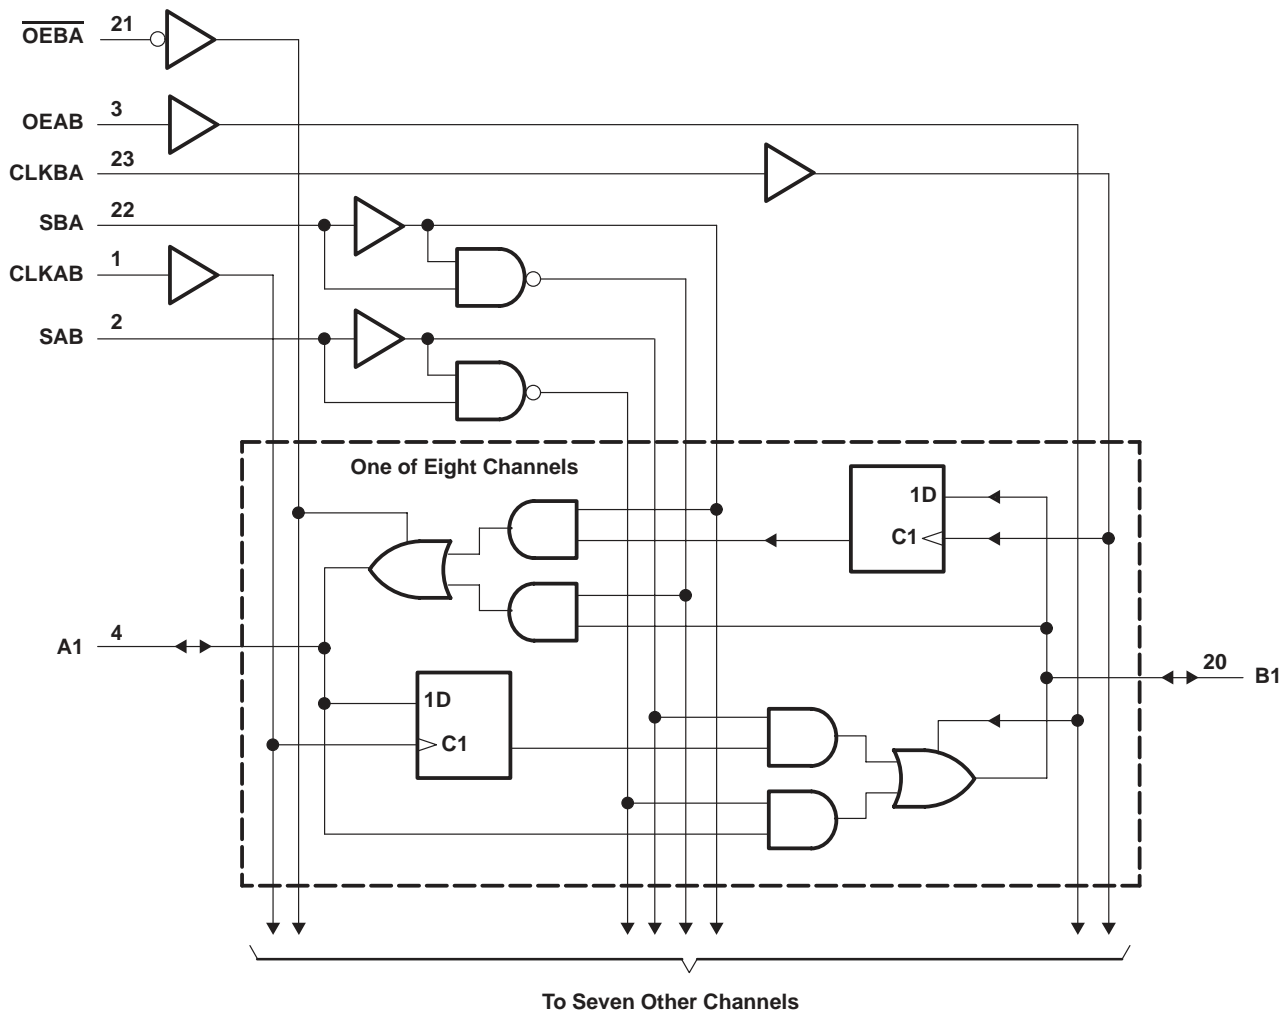 O̅E̅B̅A̅ 21
OEAB 3
CLKBA 23
SBA 22
CLKAB 1
SAB 2
One of Eight Channels
1D
C1
A1 4
1D
C1
20 B1
To Seven Other Channels